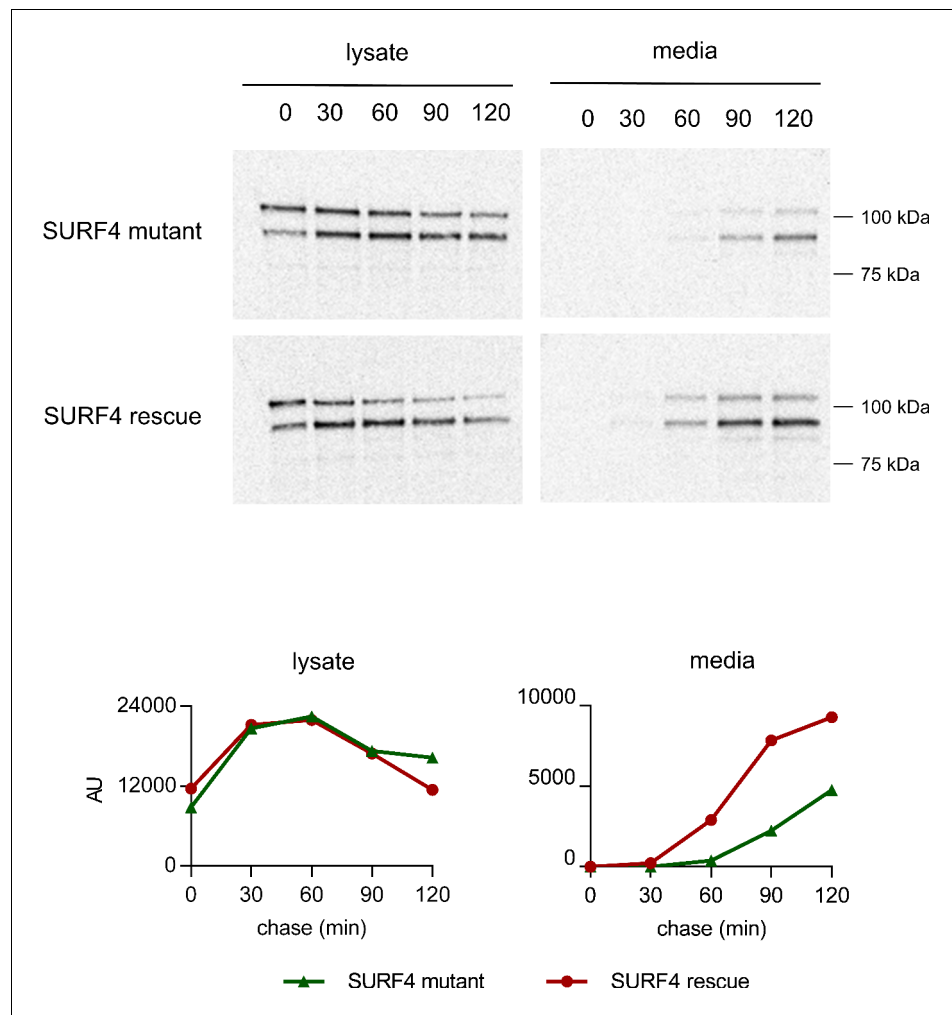 lysate media
0 30 60 90 120 0 30 60 90 120
SURF4 mutant
100 kDa
75 kDa
SURF4 rescue
100 kDa
75 kDa
lysate
24000
12000
0
AU
0 30 60 90 120
chase (min)
media
10000
5000
0
0 30 60 90 120
chase (min)
SURF4 mutant SURF4 rescue